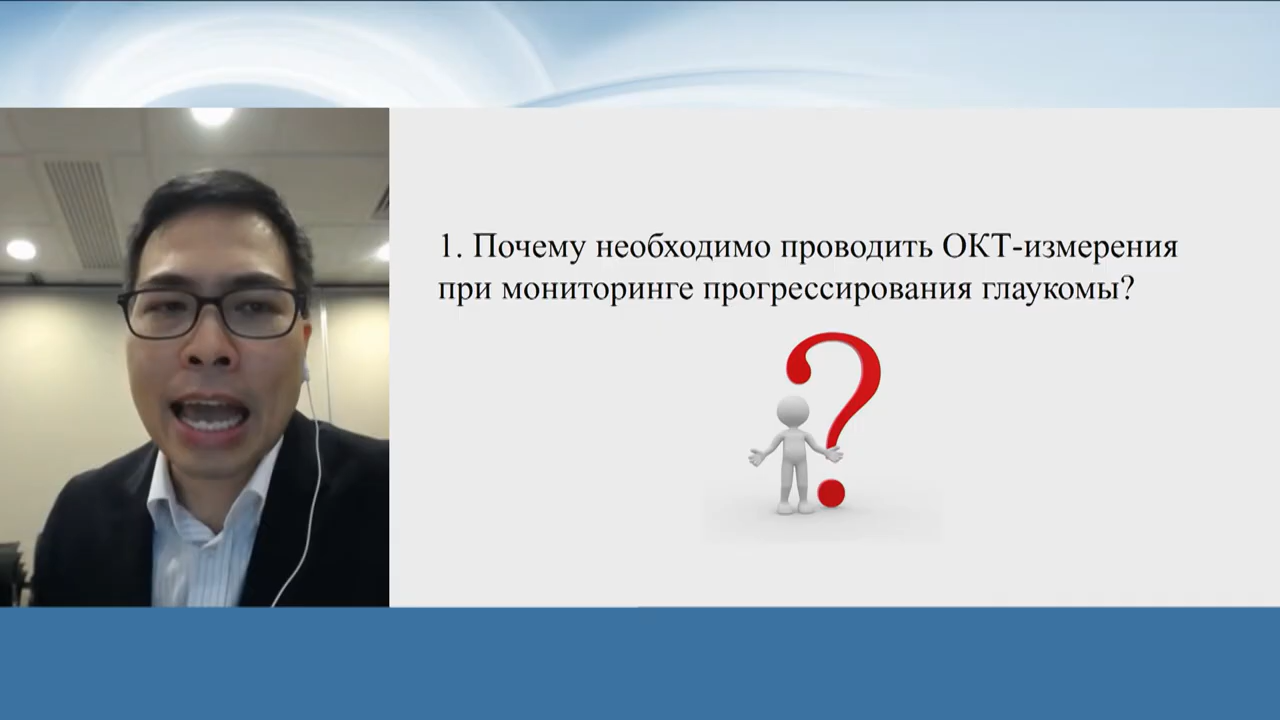 1. Почему необходимо проводить ОКТ-измерения
при мониторинге прогрессирования глаукомы?